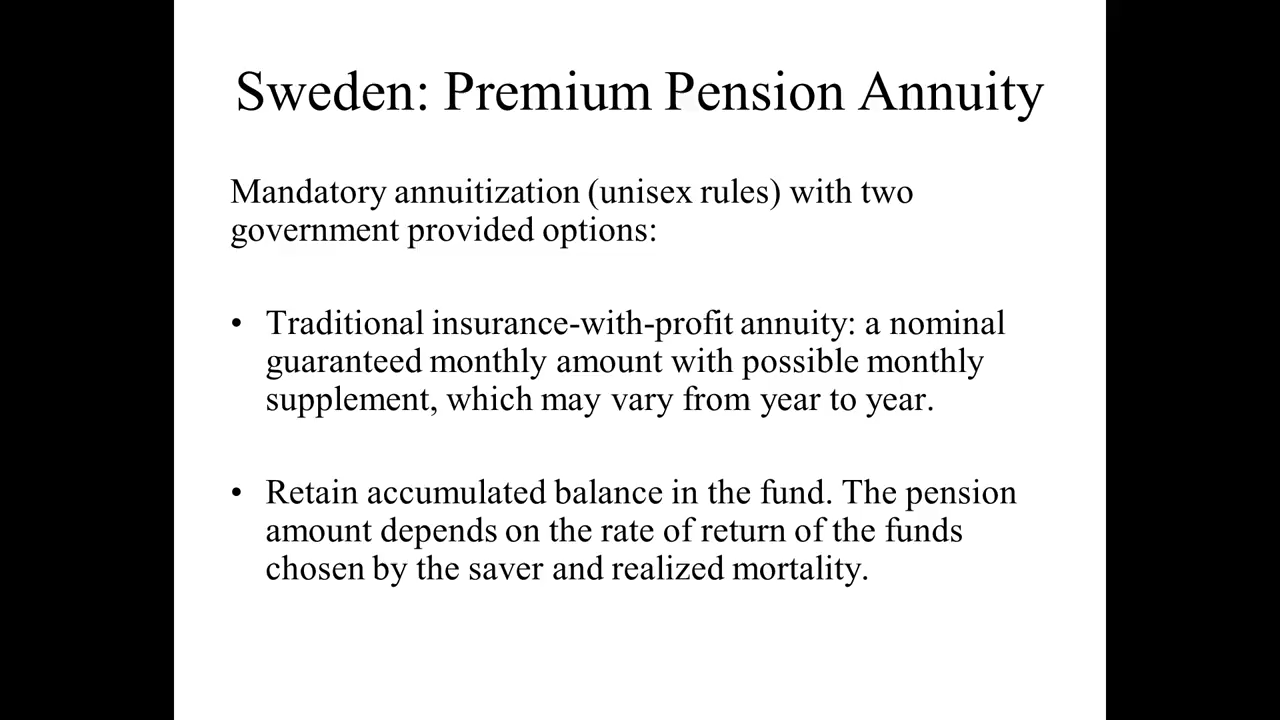 Sweden: Premium Pension Annuity
Mandatory annuitization (unisex rules) with two
government provided options:
• Traditional insurance-with-profit annuity: a nominal
guaranteed monthly amount with possible monthly
supplement, which may vary from year to year.
• Retain accumulated balance in the fund. The pension
amount depends on the rate of return of the funds
chosen by the saver and realized mortality.